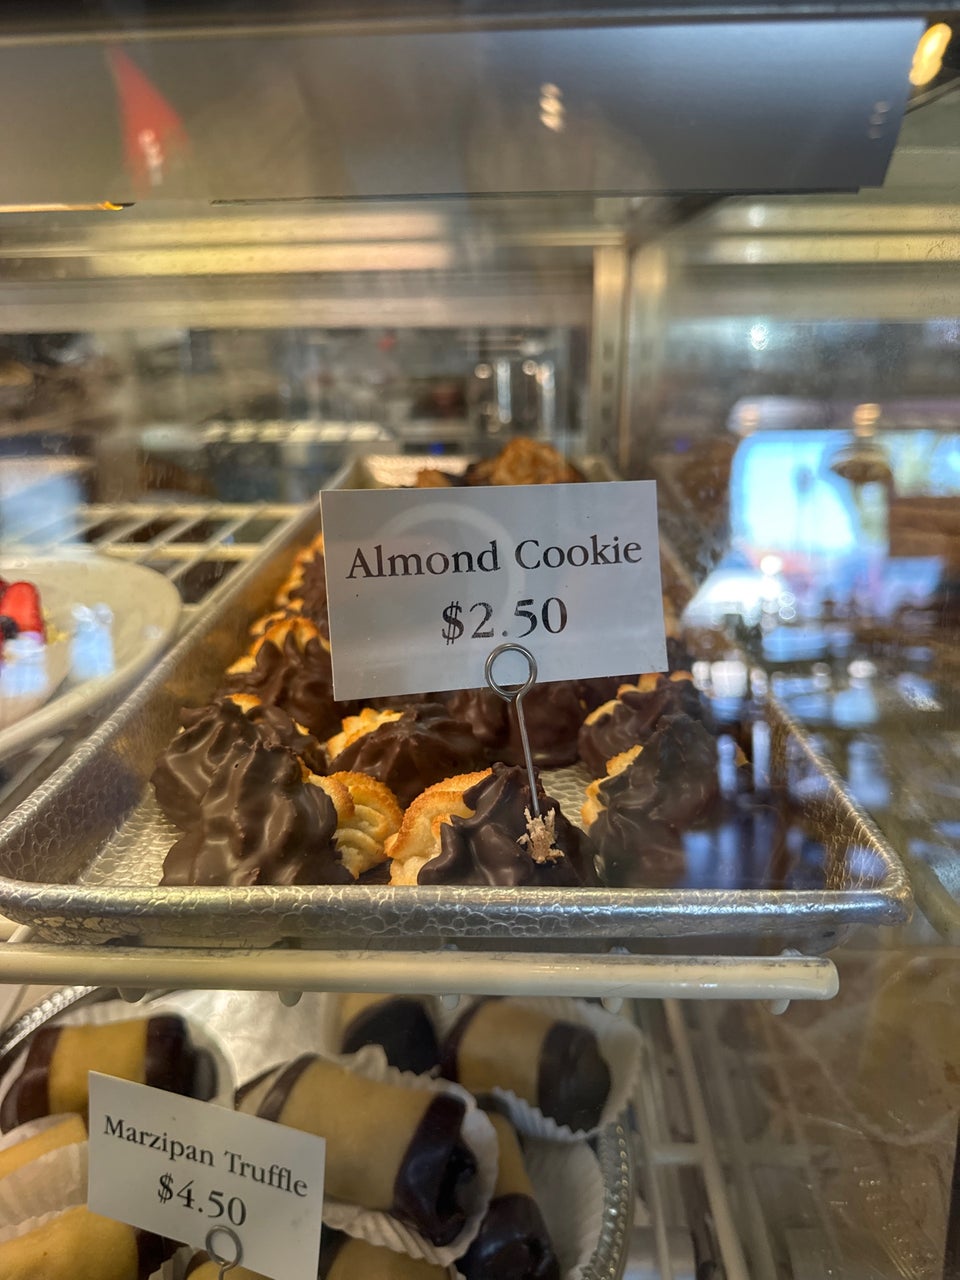 Almond Cookie
$2.50
Marzipan Truffle
$4.50